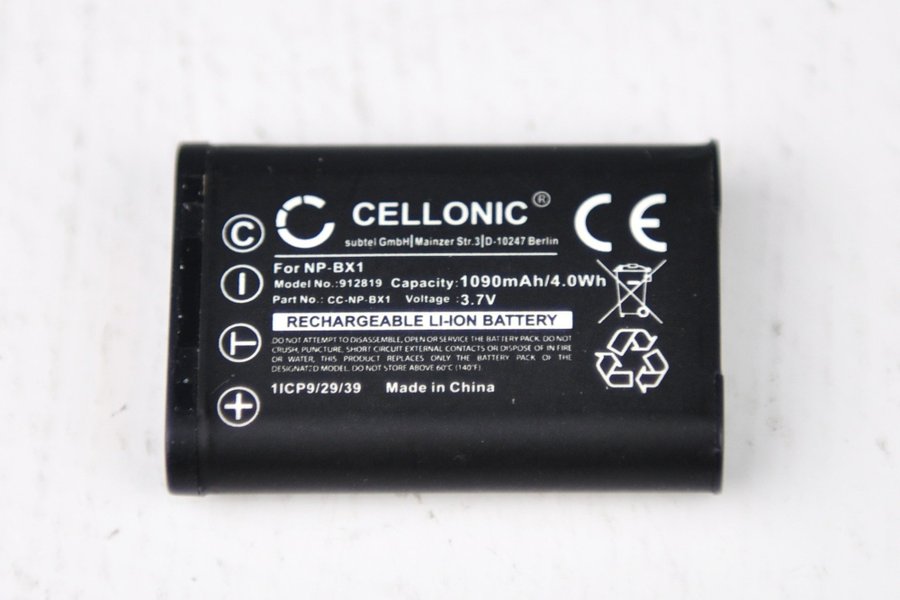 CELLONIC®
subtel GmbH|Mainzer Str.3|D-10247 Berlin
CE
For NP-BX1
Model No.:912819 Capacity:1090mAh/4.0Wh
Part No.: CC-NP-BX1 Voltage :3.7V
RECHARGEABLE LI-ION BATTERY
DO NOT ATTEMPT TO DISASSEMBLE, OPEN OR SERVICE THE BATTERY PACK. DO NOT
CRUSH, PUNCTURE, SHORT CIRCUIT EXTERNAL CONTACTS OR DISPOSE OF IN FIRE
OR WATER, THIS PRODUCT REPLACES ONLY THE BATTERY PACK OF THE
DESIGNATED MODEL. DO NOT STORE ABOVE 60°C (140°F)
1ICP9/29/39 Made in China
C
−
T
+